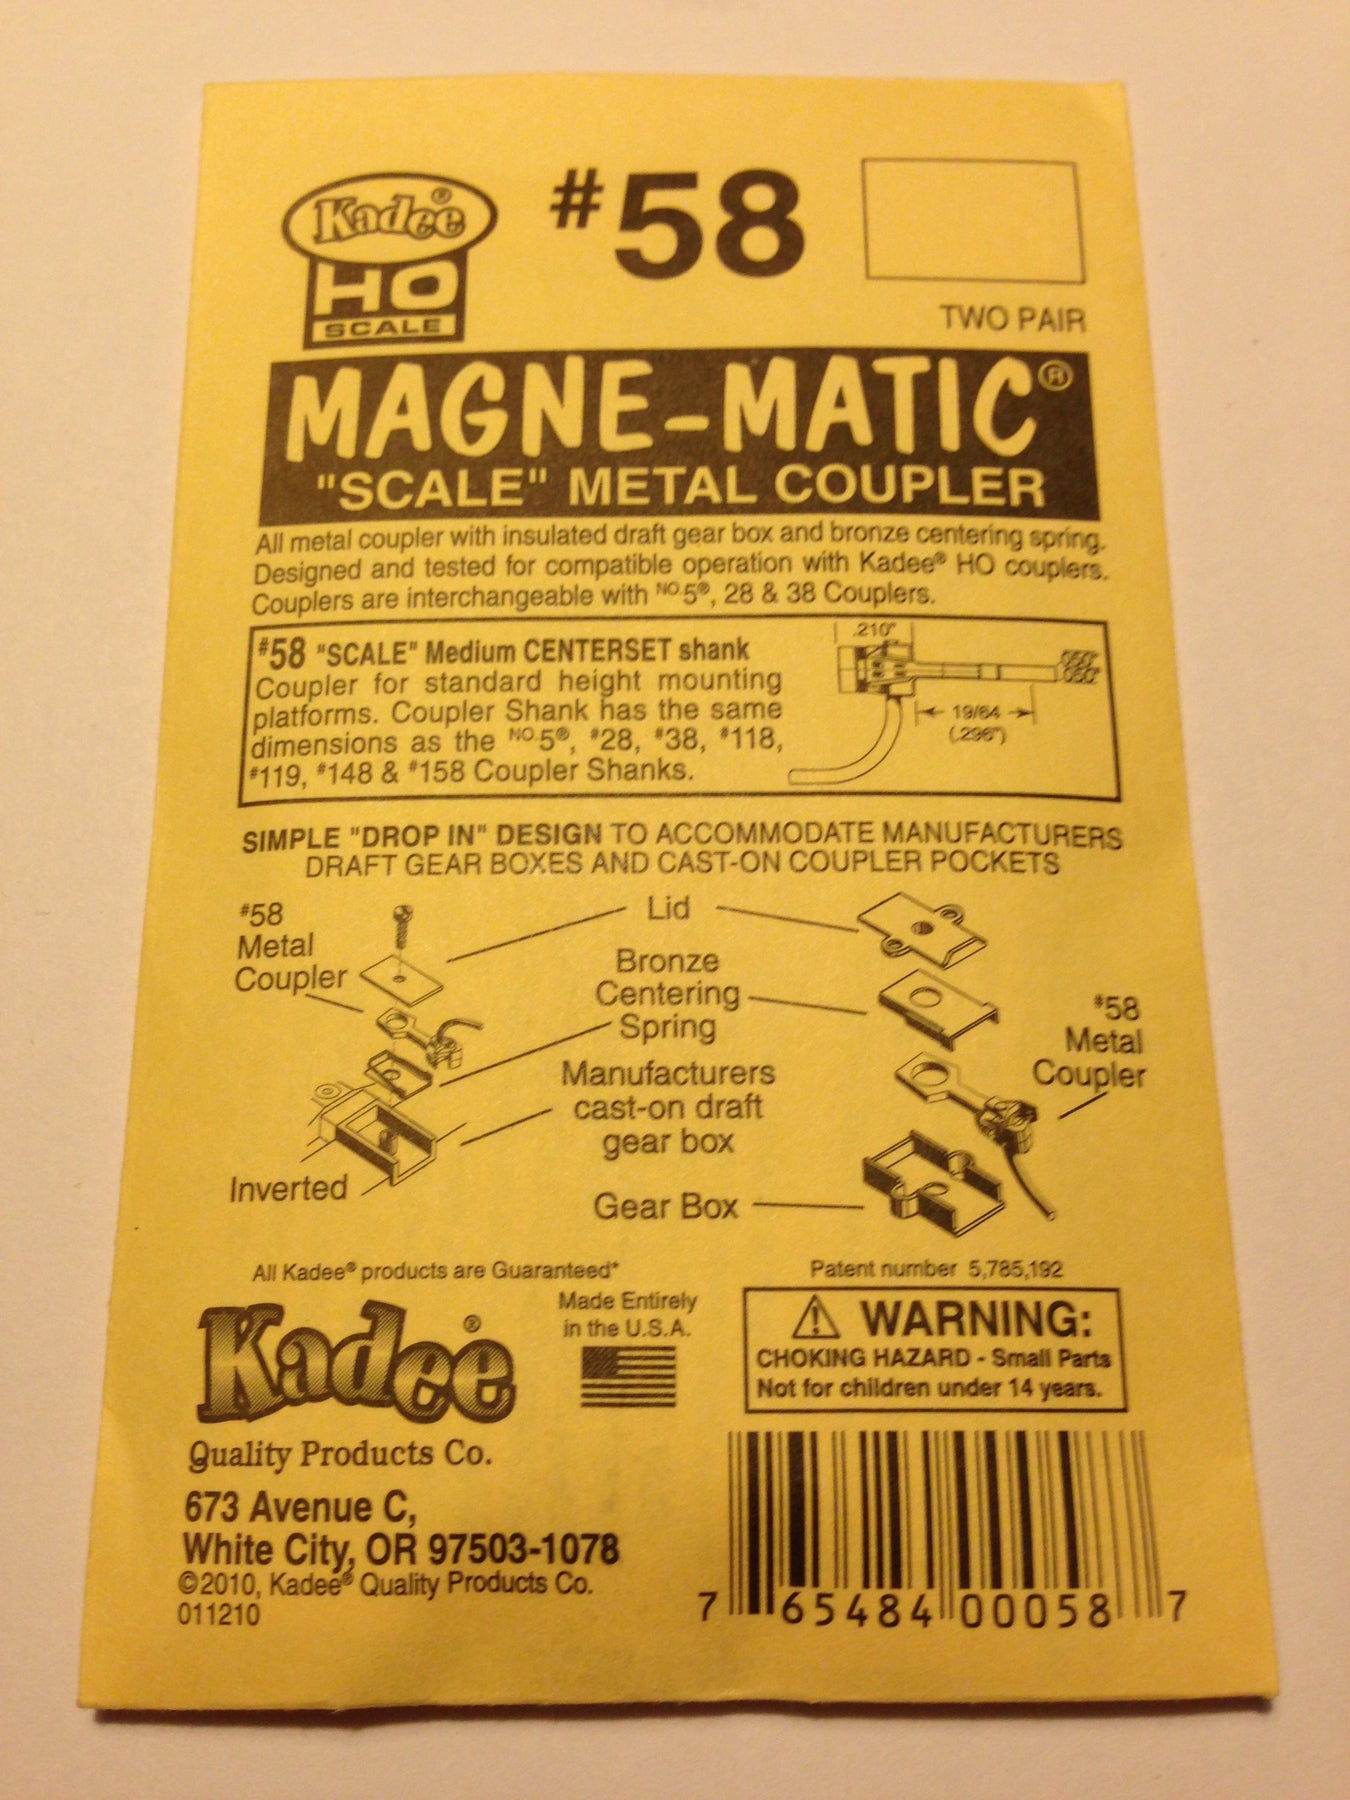 Kadee®
HO
SCALE
#58
TWO PAIR
MAGNE-MATIC®
"SCALE" METAL COUPLER
All metal coupler with insulated draft gear box and bronze centering spring.
Designed and tested for compatible operation with Kadee® HO couplers.
Couplers are interchangeable with NO.5®, 28 & 38 Couplers.
#58 "SCALE" Medium CENTERSET shank
Coupler for standard height mounting
platforms. Coupler Shank has the same
dimensions as the NO.5®, #28, #38, #118,
#119, #148 & #158 Coupler Shanks.
.210"
.050"
.050"
19/64
(.296")
SIMPLE "DROP IN" DESIGN TO ACCOMMODATE MANUFACTURERS
DRAFT GEAR BOXES AND CAST-ON COUPLER POCKETS
#58
Metal
Coupler
Lid
Bronze
Centering
Spring
Manufacturers
cast-on draft
gear box
Gear Box
Inverted
#58
Metal
Coupler
All Kadee® products are Guaranteed*
Kadee®
Quality Products Co.
Made Entirely
in the U.S.A.
Patent number 5,785,192
WARNING:
CHOKING HAZARD - Small Parts
Not for children under 14 years.
673 Avenue C,
White City, OR 97503-1078
©2010, Kadee® Quality Products Co.
011210
7 65484 00058 7